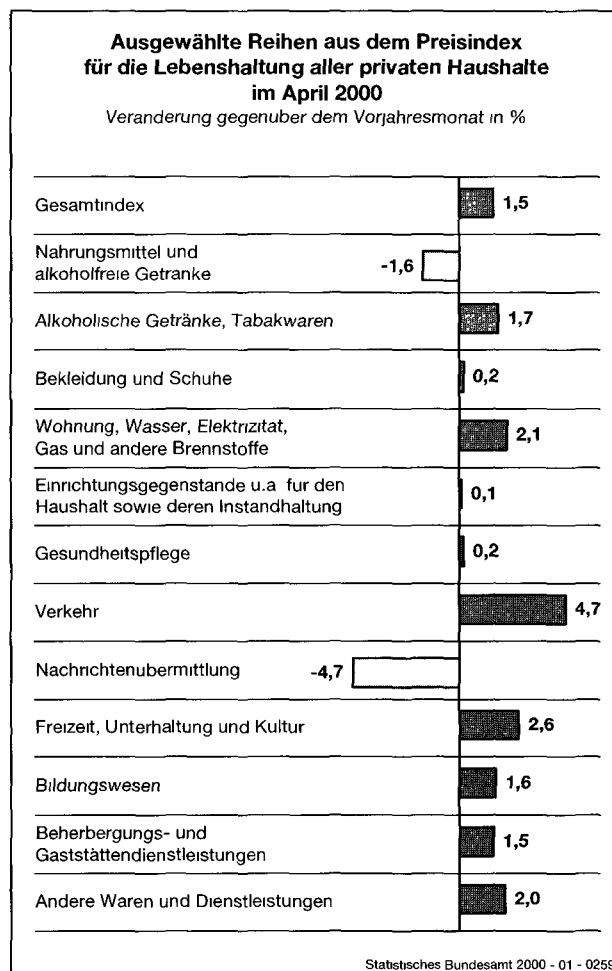 Ausgewählte Reihen aus dem Preisindex
für die Lebenshaltung aller privaten Haushalte
im April 2000
Veranderung gegenuber dem Vorjahresmonat in %
Gesamtindex 1,5
Nahrungsmittel und
alkoholfreie Getranke -1,6
Alkoholische Getränke, Tabakwaren 1,7
Bekleidung und Schuhe 0,2
Wohnung, Wasser, Elektrizität,
Gas und andere Brennstoffe 2,1
Einrichtungsgegenstande u.a fur den
Haushalt sowie deren Instandhaltung 0,1
Gesundheitspflege 0,2
Verkehr 4,7
Nachrichtenubermittlung -4,7
Freizeit, Unterhaltung und Kultur 2,6
Bildungswesen 1,6
Beherbergungs- und
Gaststättendienstleistungen 1,5
Andere Waren und Dienstleistungen 2,0
Statistisches Bundesamt 2000 - 01 - 0259